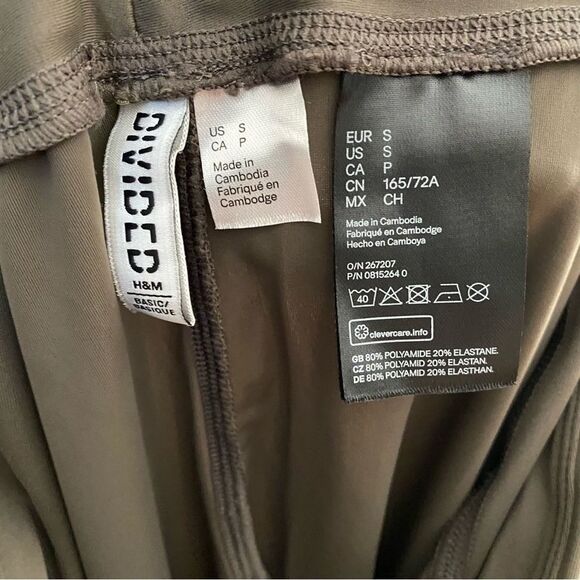 DIVIDED
H&M
BASIC/
BASIQUE
US S
CA P
Made in
Cambodia
Fabriqué en
Cambodge
EUR S
US S
CA P
CN 165/72A
MX CH
Made in Cambodia
Fabriqué en Cambodge
Hecho en Camboya
O/N 267207
P/N 0815264 0
40
clevercare.info
GB 80% POLYAMIDE 20% ELASTANE.
CZ 80% POLYAMID 20% ELASTAN.
DE 80% POLYAMID 20% ELASTHAN.